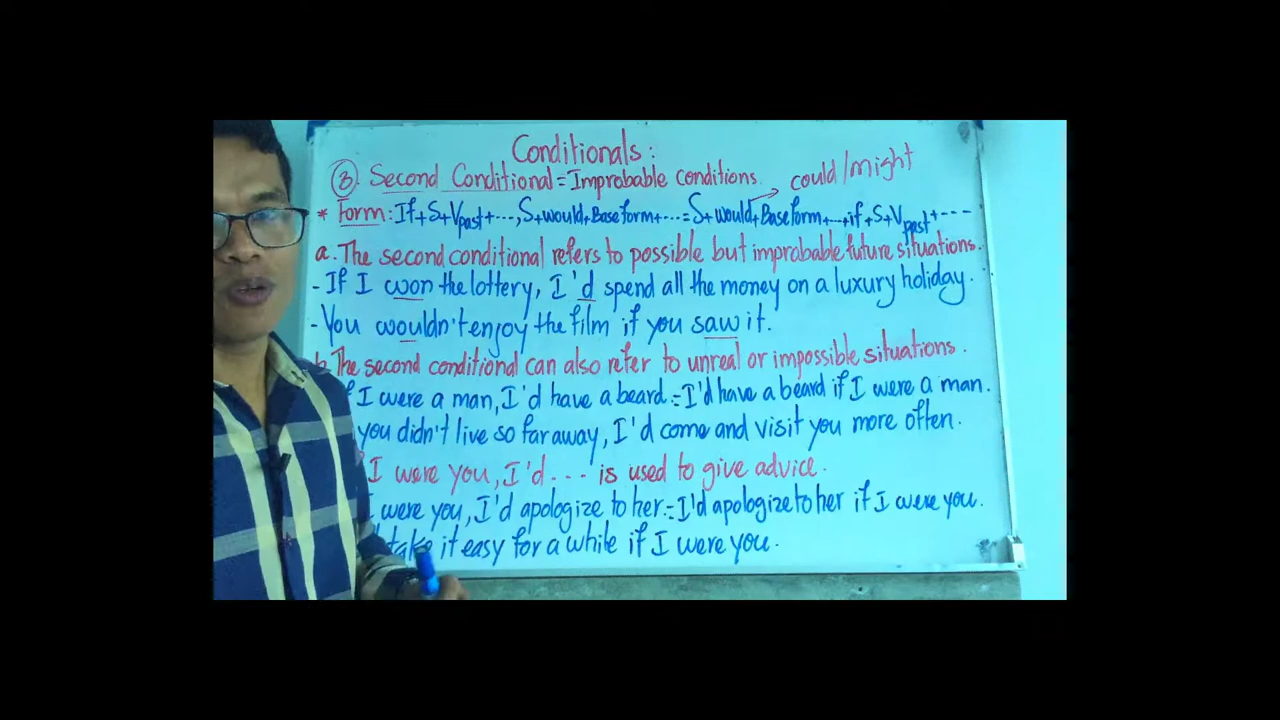 Conditionals:
③. Second Conditional = Improbable conditions. could/might
* Form: If + S + Vpast + ..., S + would + Base form + ... = S + would + Base form + ... if + S + Vpast + ...
a. The second conditional refers to possible but improbable future situations.
- If I won the lottery, I'd spend all the money on a luxury holiday.
- You wouldn't enjoy the film if you saw it.
The second conditional can also refer to unreal or impossible situations.
I were a man, I'd have a beard. = I'd have a beard if I were a man.
you didn't live so far away, I'd come and visit you more often.
I were you, I'd ... is used to give advice.
I were you, I'd apologize to her. = I'd apologize to her if I were you.
take it easy for a while if I were you.